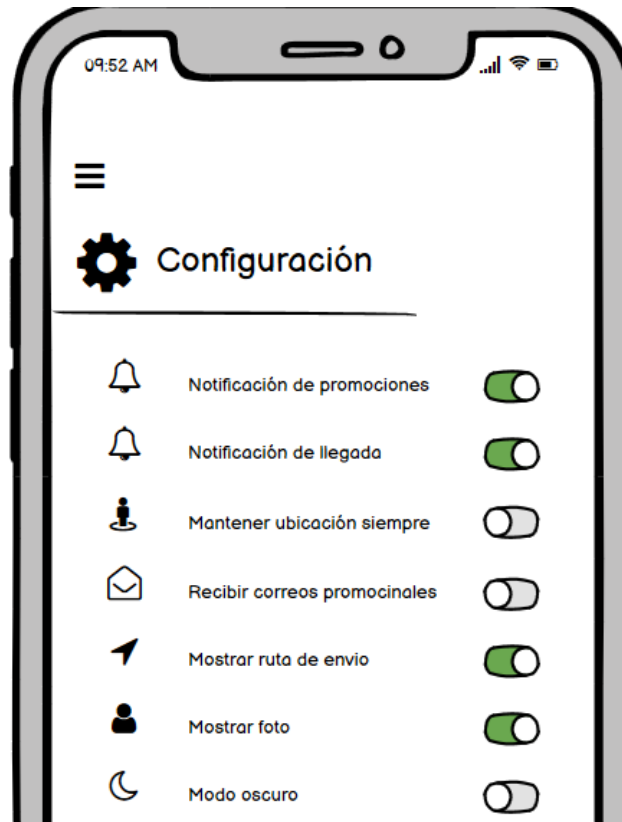 09:52 AM
Configuración
Notificación de promociones
Notificación de llegada
Mantener ubicación siempre
Recibir correos promocinales
Mostrar ruta de envio
Mostrar foto
Modo oscuro